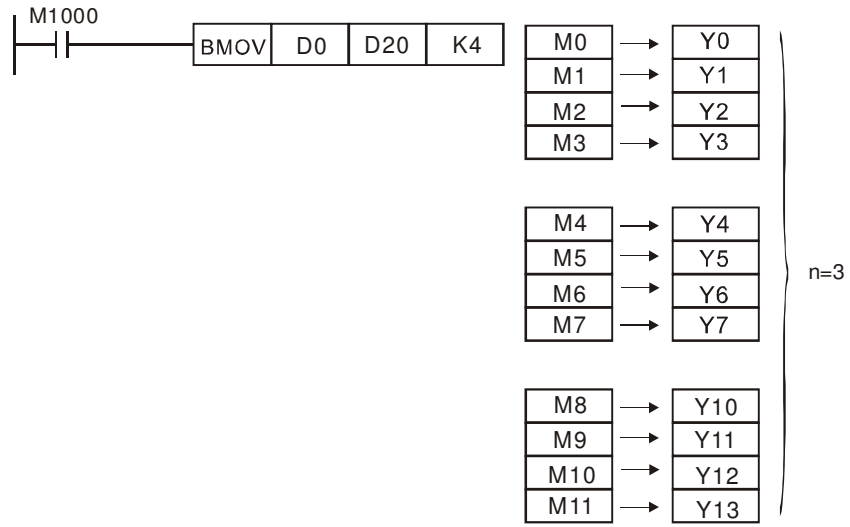 M1000
BMOV D0 D20 K4
M0 Y0
M1 Y1
M2 Y2
M3 Y3
M4 Y4
M5 Y5
M6 Y6
M7 Y7
n=3
M8 Y10
M9 Y11
M10 Y12
M11 Y13